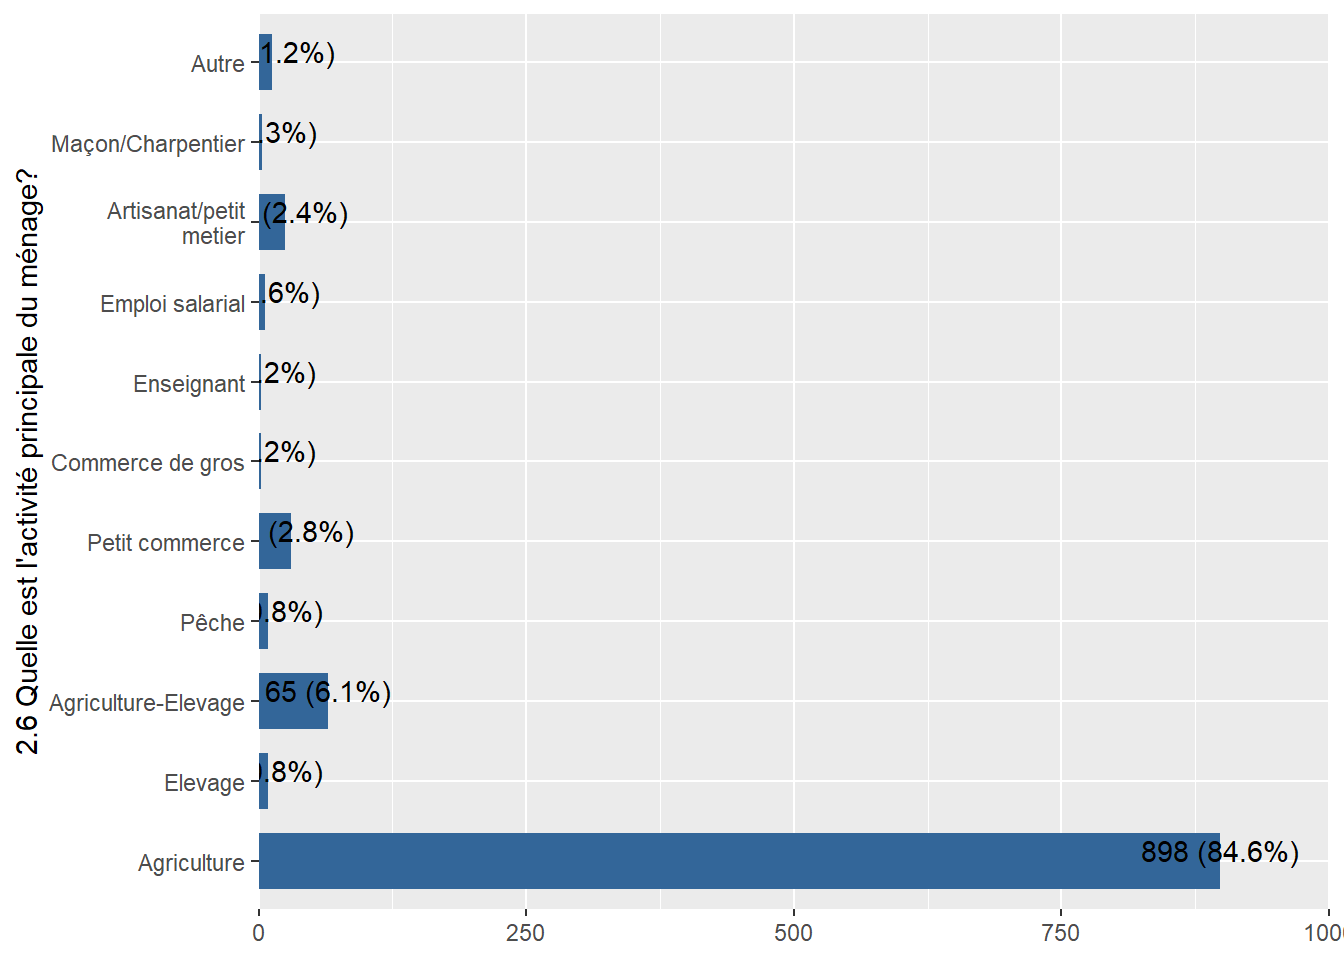 2.6 Quelle est l'activité principale du ménage?
Autre
1.2%)
Maçon/Charpentier
.3%)
Artisanat/petit
metier
(2.4%)
Emploi salarial
.6%)
Enseignant
.2%)
Commerce de gros
.2%)
Petit commerce
(2.8%)
Pêche
.8%)
Agriculture-Elevage
65 (6.1%)
Elevage
.8%)
Agriculture
898 (84.6%)
0 250 500 750 100